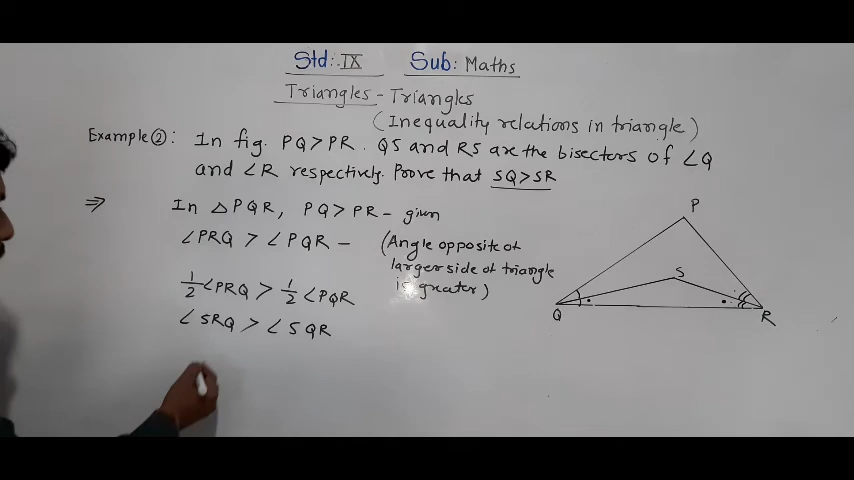 Std: IX Sub: Maths
Triangles - Triangles
(Inequality relations in triangle)
Example ②: In fig. PQ > PR. QS and RS are the bisectors of ∠Q
and ∠R respectively. Prove that SQ > SR
⇒ In △PQR, PQ > PR - given
∠PRQ > ∠PQR - (Angle opposite of
larger side of triangle
is greater)
1/2 ∠PRQ > 1/2 ∠PQR
∠SRQ > ∠SQR
P
S
Q R